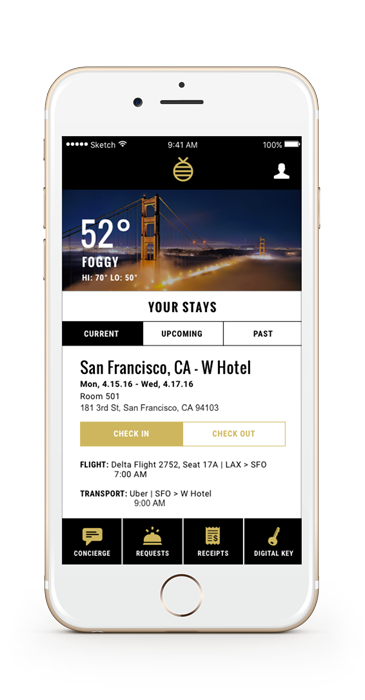 Sketch 9:41 AM 100%
52°
FOGGY
HI: 70° LO: 50°
YOUR STAYS
CURRENT UPCOMING PAST
San Francisco, CA - W Hotel
Mon, 4.15.16 - Wed, 4.17.16
Room 501
181 3rd St, San Francisco, CA 94103
CHECK IN CHECK OUT
FLIGHT: Delta Flight 2752, Seat 17A | LAX > SFO
7:00 AM
TRANSPORT: Uber | SFO > W Hotel
9:00 AM
CONCIERGE REQUESTS RECEIPTS DIGITAL KEY